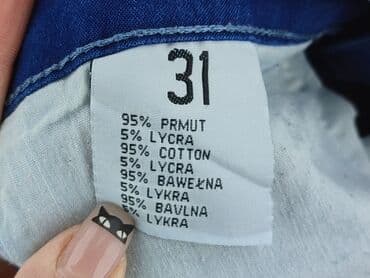 31
95% PRMUT
5% LYCRA
95% COTTON
5% LYCRA
95% BAWEŁNA
5% LYKRA
95% BAVLNA
5% LYKRA